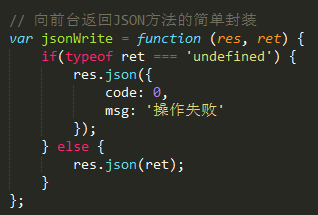 // 向前台返回JSON方法的简单封装
var jsonWrite = function (res, ret) {
    if(typeof ret === 'undefined') {
        res.json({
            code: 0,
            msg: '操作失败'
        });
    } else {
        res.json(ret);
    }
};